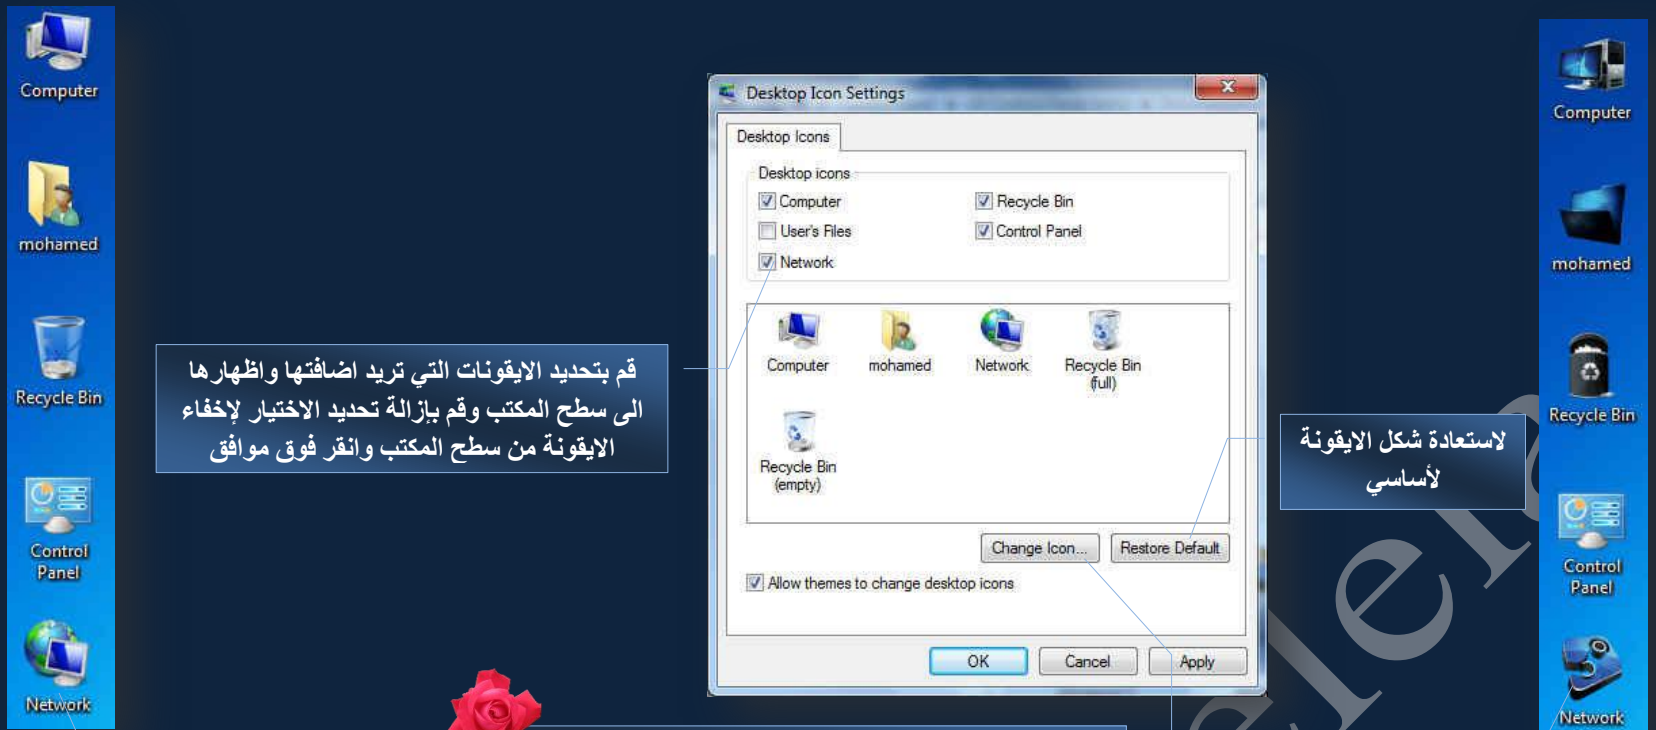 Computer
mohamed
Recycle Bin
Control
Panel
Network
Desktop Icon Settings
Desktop Icons
Desktop icons
Computer
Recycle Bin
User's Files
Control Panel
Network
Computer
mohamed
Network
Recycle Bin
(full)
Recycle Bin
(empty)
Change Icon...
Restore Default
Allow themes to change desktop icons
OK
Cancel
Apply
قم بتحديد الايقونات التي تريد اضافتها واظهارها
الى سطح المكتب وقم بإزالة تحديد الاختيار لإخفاء
الايقونة من سطح المكتب وانقر فوق موافق
لاستعادة شكل الايقونة
لأساسي
Computer
mohamed
Recycle Bin
Control
Panel
Network